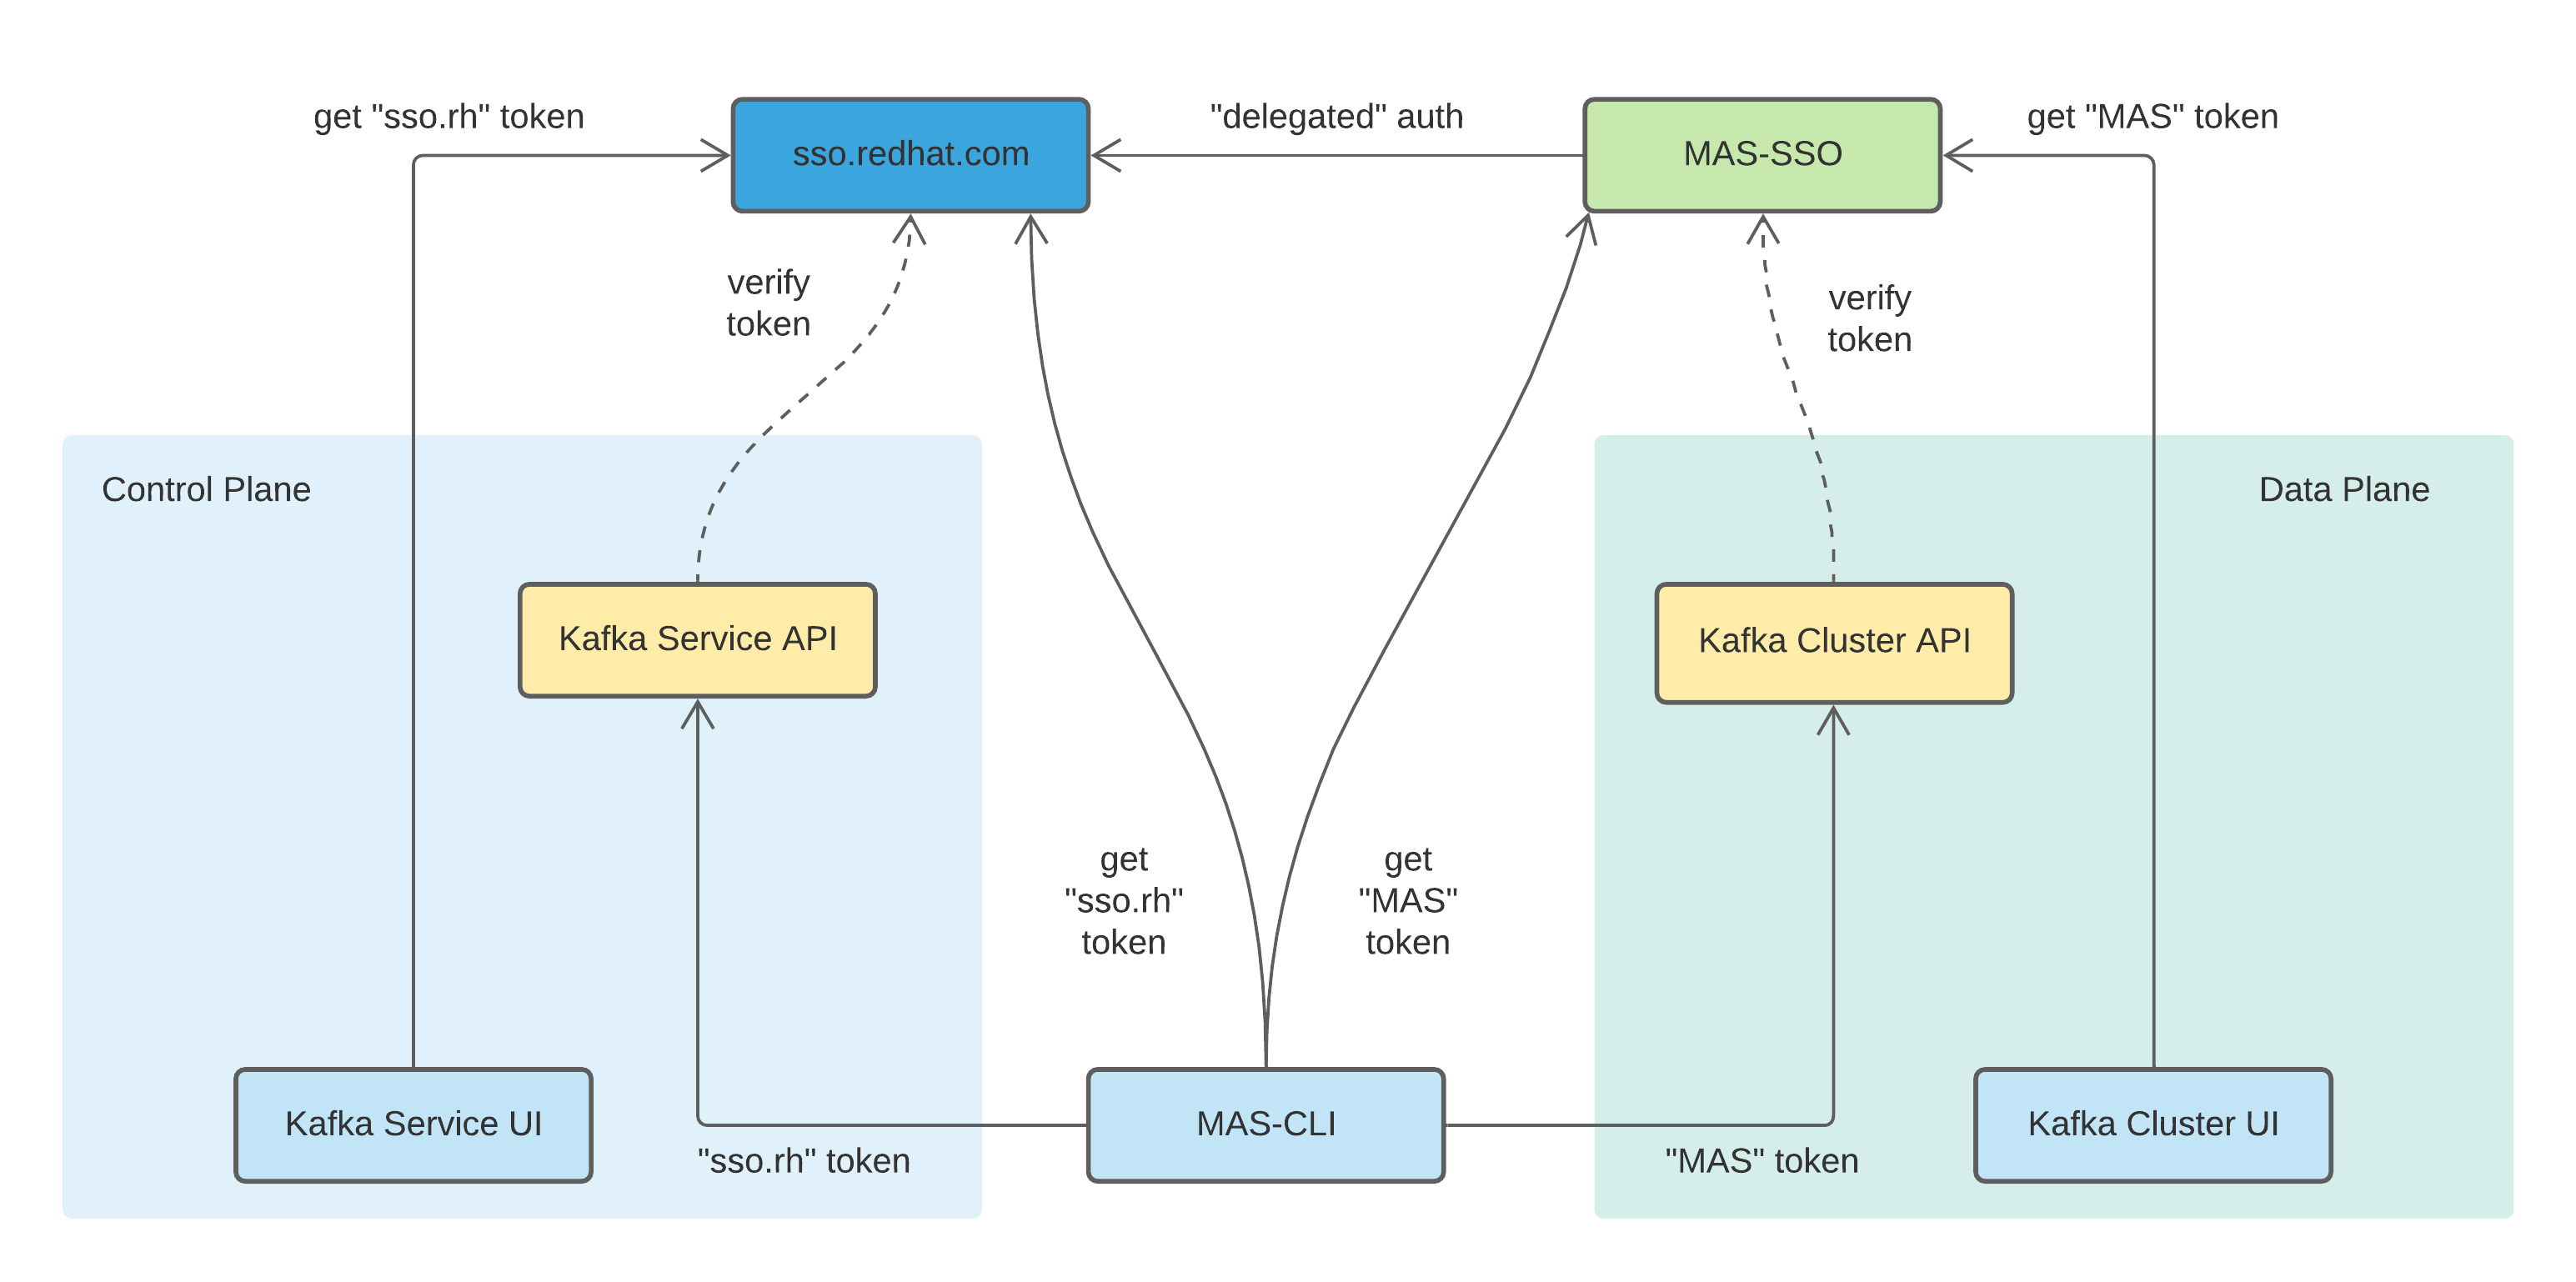 get "sso.rh" token
sso.redhat.com
"delegated" auth
MAS-SSO
get "MAS" token
verify
token
verify
token
Control Plane
Data Plane
Kafka Service API
Kafka Cluster API
get
"sso.rh"
token
get
"MAS"
token
Kafka Service UI
MAS-CLI
Kafka Cluster UI
"sso.rh" token
"MAS" token